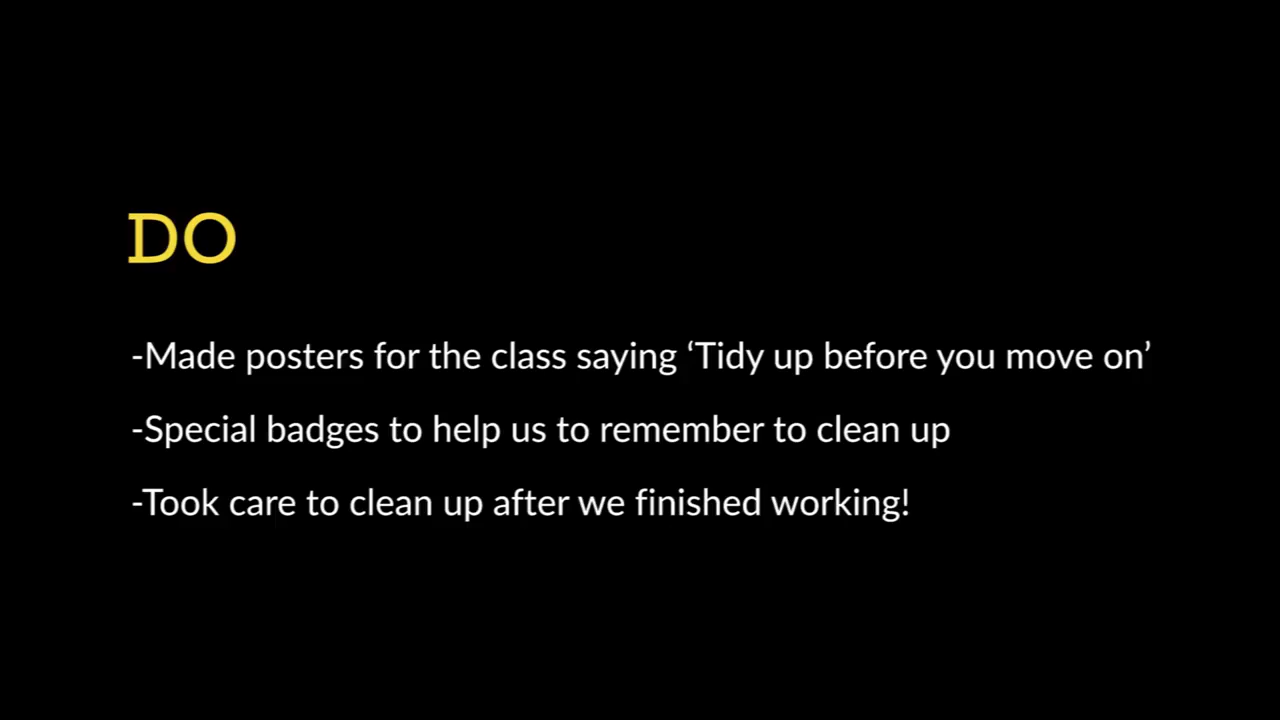 DO
-Made posters for the class saying ‘Tidy up before you move on’
-Special badges to help us to remember to clean up
-Took care to clean up after we finished working!